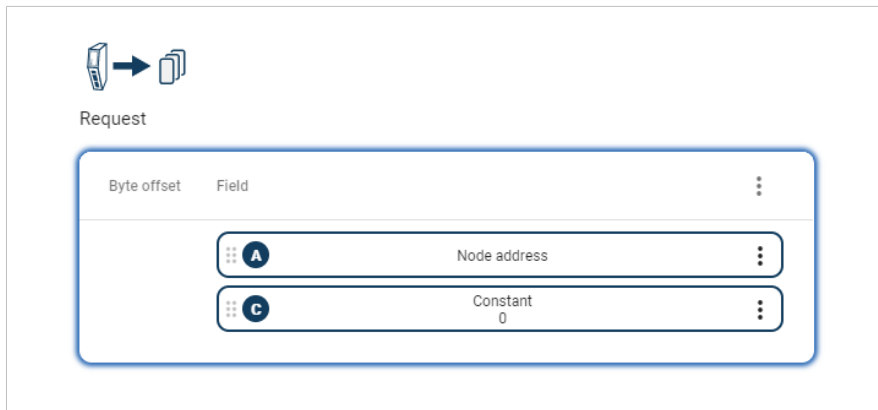 Request
Byte offset Field
A Node address
C Constant
0